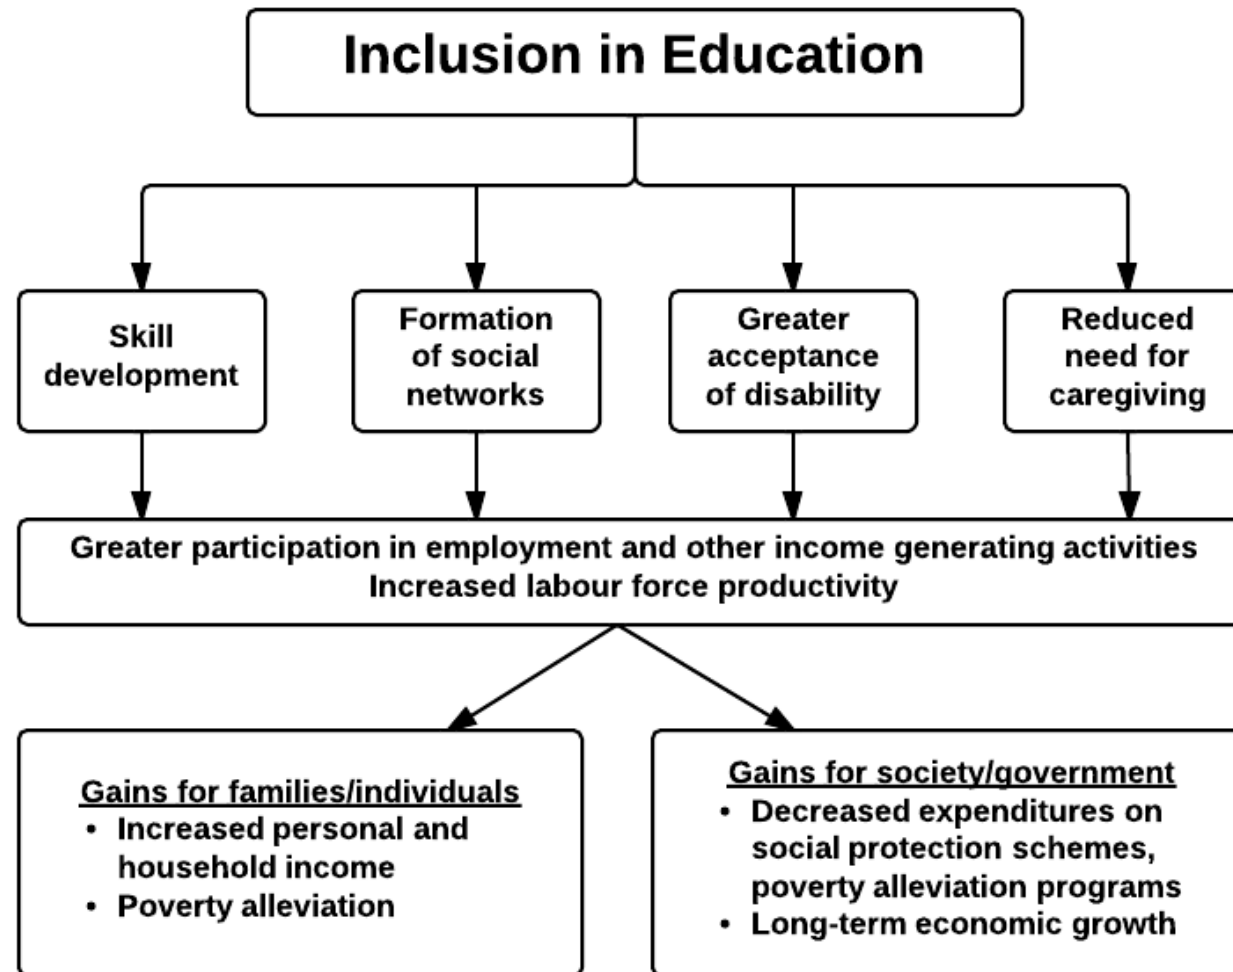 Inclusion in Education
Skill
development
Formation
of social
networks
Greater
acceptance
of disability
Reduced
need for
caregiving
Greater participation in employment and other income generating activities
Increased labour force productivity
Gains for families/individuals
• Increased personal and
household income
• Poverty alleviation
Gains for society/government
• Decreased expenditures on
social protection schemes,
poverty alleviation programs
• Long-term economic growth